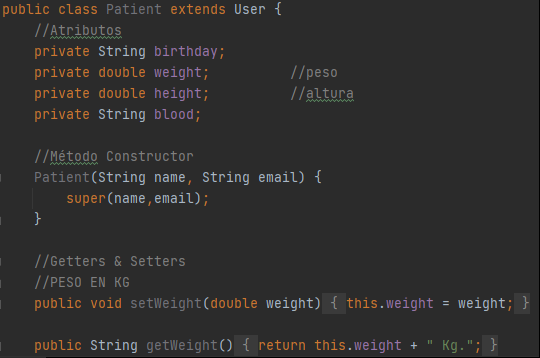 public class Patient extends User {
//Atributos
private String birthday;
private double weight; //peso
private double height; //altura
private String blood;
//Método Constructor
Patient(String name, String email) {
super(name,email);
}
//Getters & Setters
//PESO EN KG
public void setWeight(double weight) { this.weight = weight; }
public String getWeight() { return this.weight + " Kg."; }